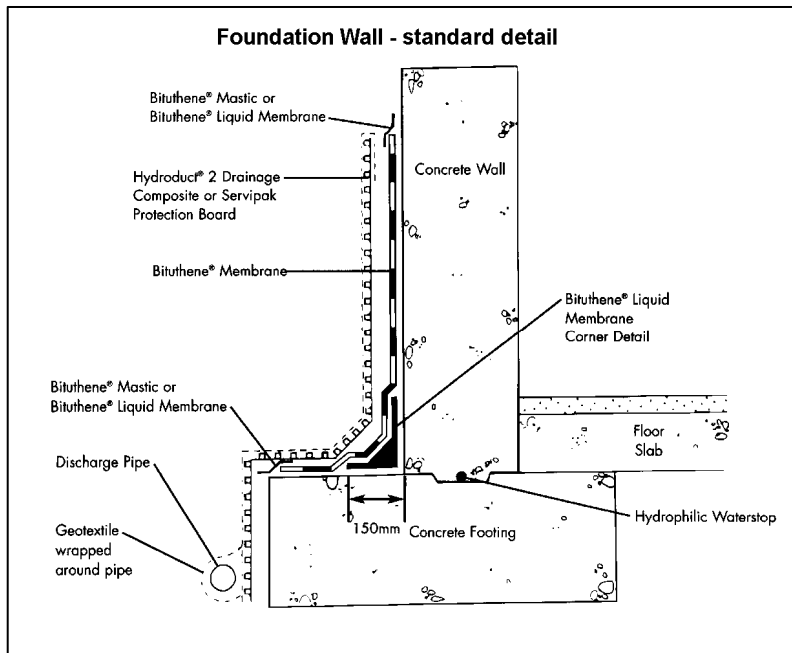 Foundation Wall - standard detail
Bituthene® Mastic or
Bituthene® Liquid Membrane
Hydroduct® 2 Drainage
Composite or Servipak
Protection Board
Concrete Wall
Bituthene® Membrane
Bituthene® Liquid
Membrane
Corner Detail
Bituthene® Mastic or
Bituthene® Liquid Membrane
Floor
Slab
Discharge Pipe
Hydrophilic Waterstop
150mm
Concrete Footing
Geotextile
wrapped
around pipe